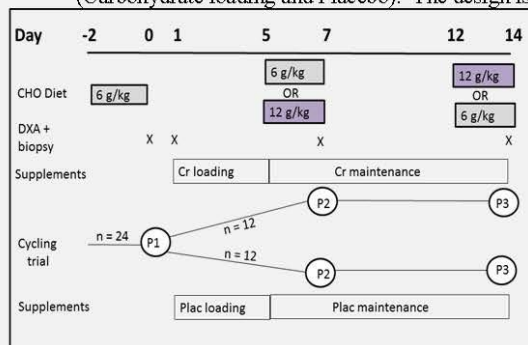 (Carbohydrate loading and Placebo). The design is
Day -2 0 1 5 7 12 14
6 g/kg 12 g/kg
CHO Diet 6 g/kg OR OR
12 g/kg 6 g/kg
DXA + biopsy X X X X
Supplements Cr loading Cr maintenance
P2 P3
n = 12
Cycling trial n = 24 P1
n = 12
P2 P3
Supplements Plac loading Plac maintenance